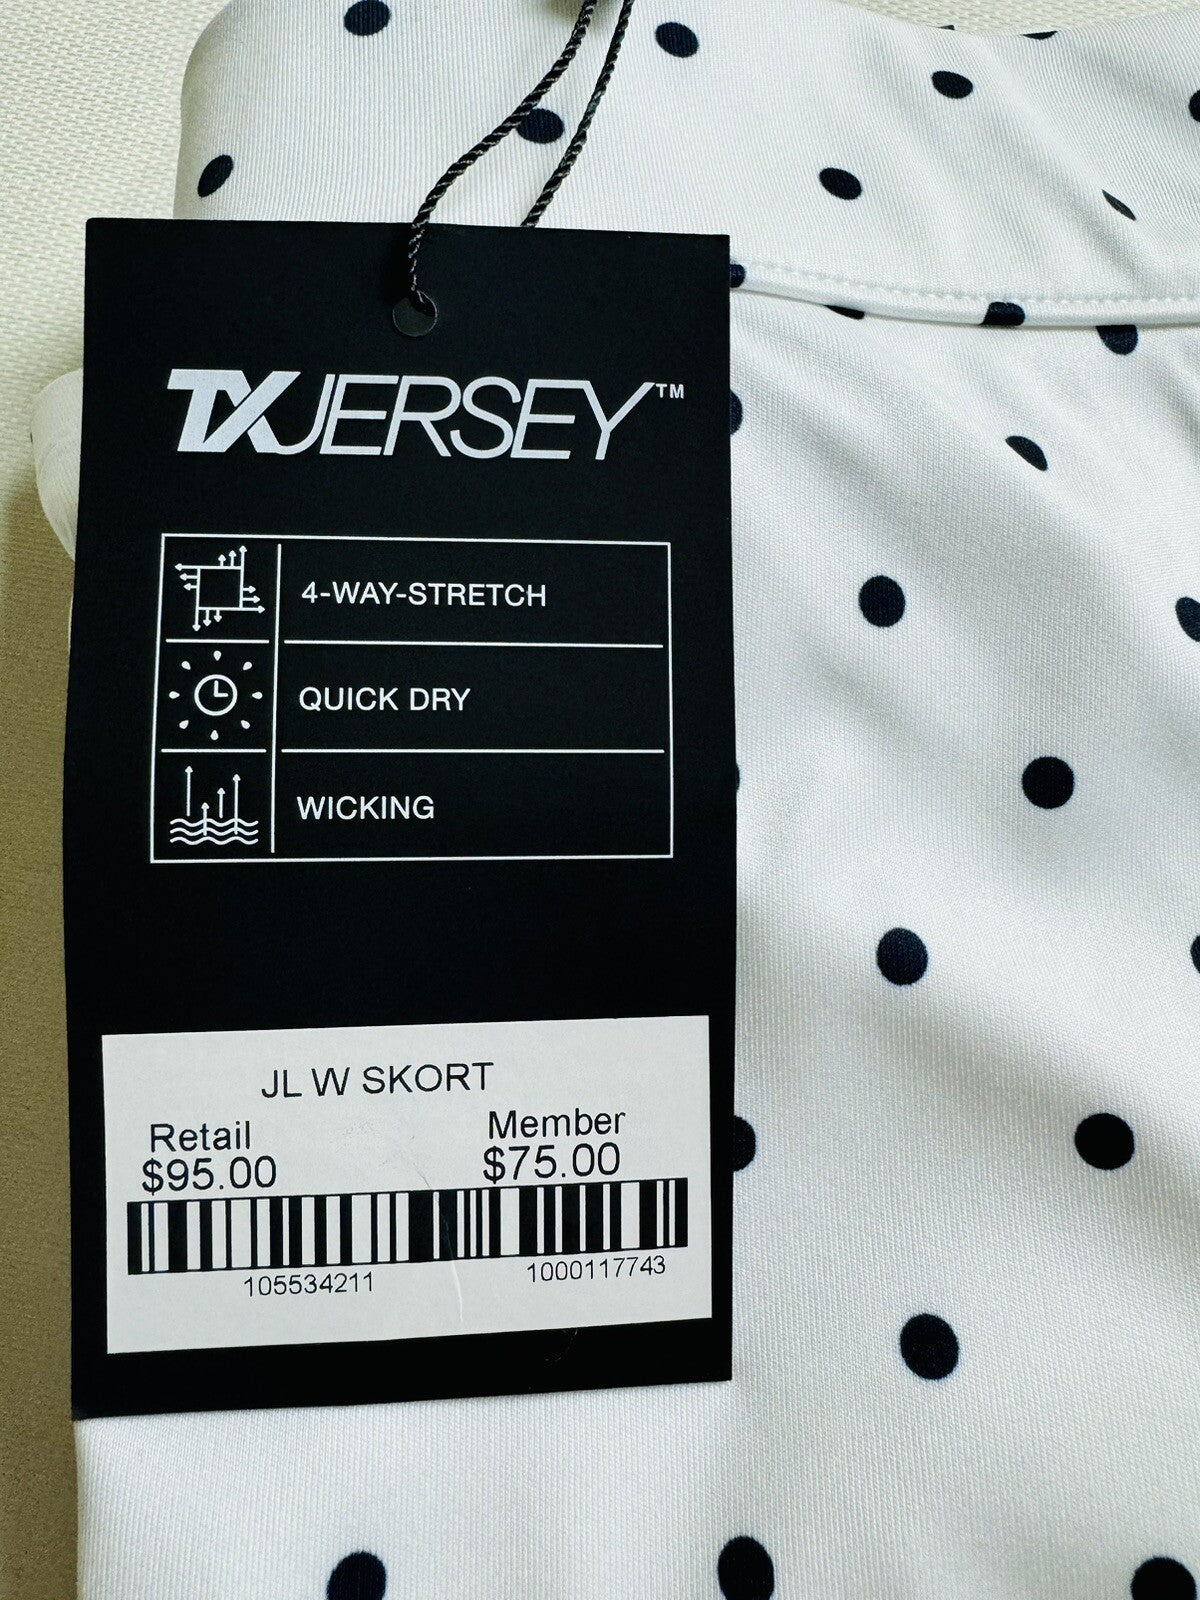 TXJERSEY™
4-WAY-STRETCH
QUICK DRY
WICKING
JL W SKORT
Retail Member
$95.00 $75.00
105534211 1000117743